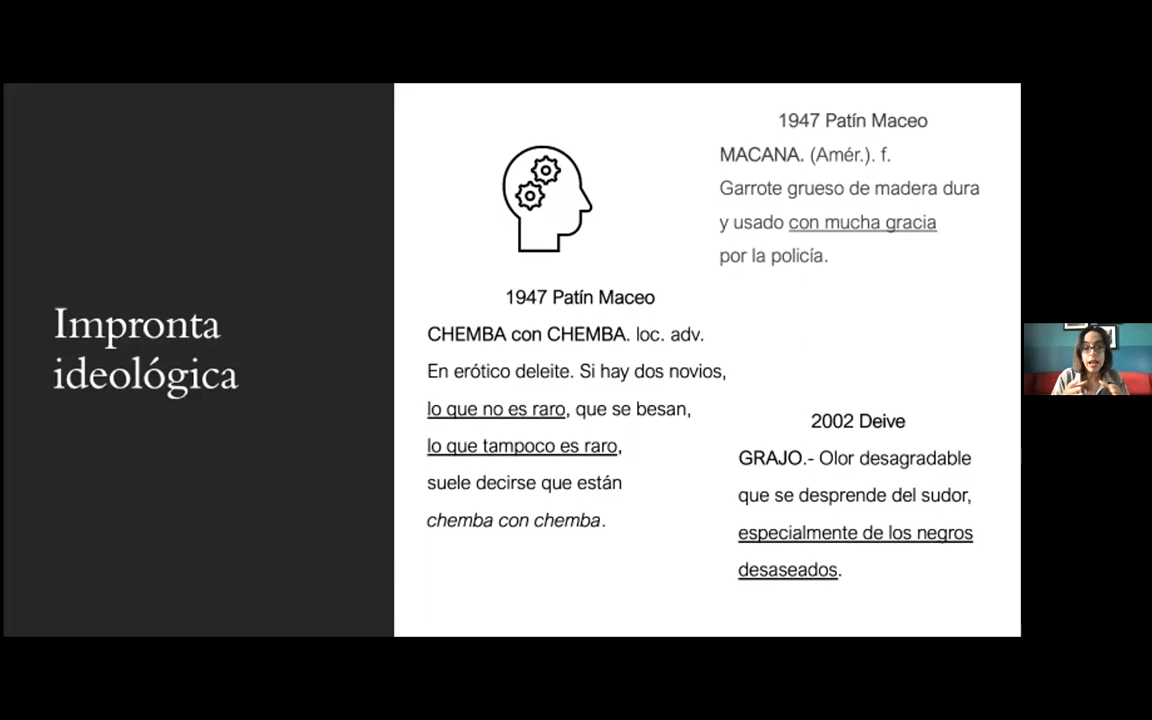 Impronta
ideológica
1947 Patín Maceo
MACANA. (Amér.). f.
Garrote grueso de madera dura
y usado con mucha gracia
por la policía.
1947 Patín Maceo
CHEMBA con CHEMBA. loc. adv.
En erótico deleite. Si hay dos novios,
lo que no es raro, que se besan,
lo que tampoco es raro,
suele decirse que están
chemba con chemba.
2002 Deive
GRAJO.- Olor desagradable
que se desprende del sudor,
especialmente de los negros
desaseados.